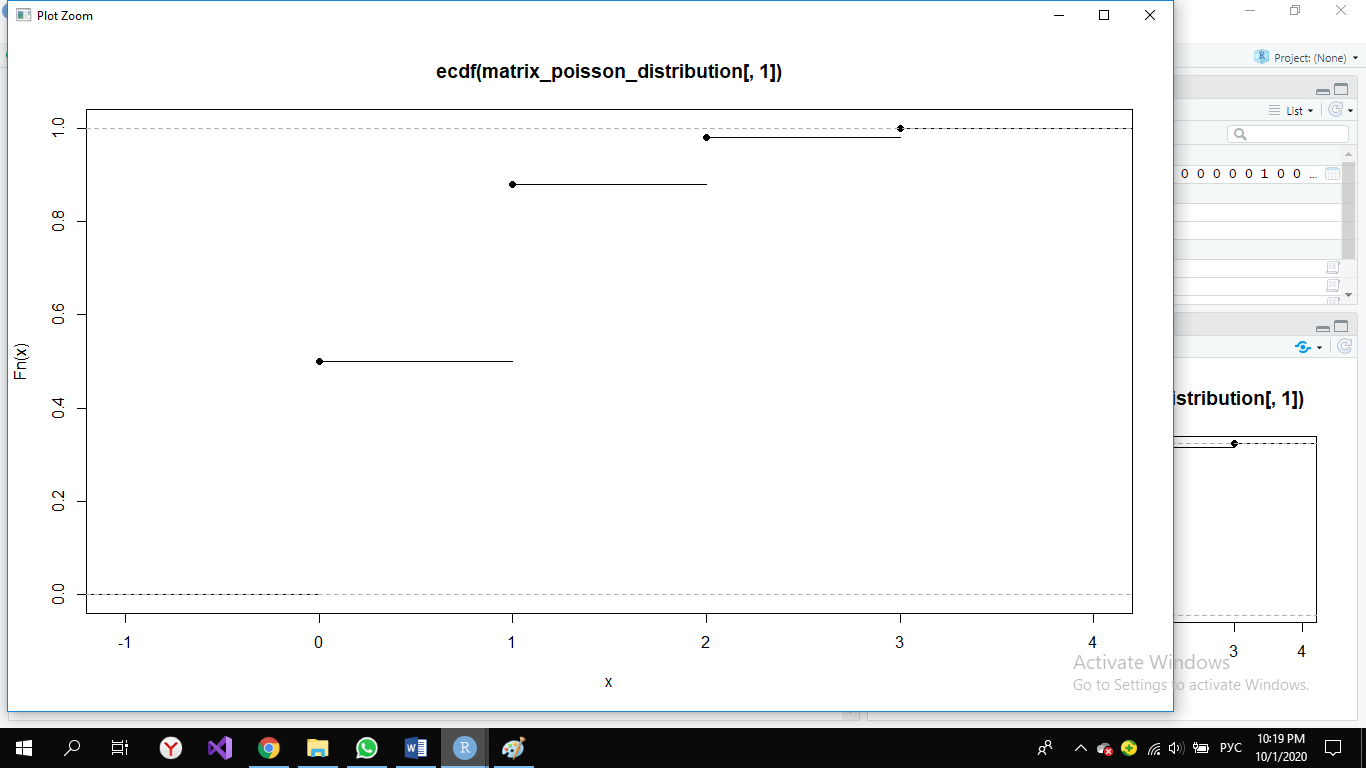 Plot Zoom
Project: (None)
ecdf(matrix_poisson_distribution[, 1])
List
0 0 0 0 0 1 0 0 ...
1.0
0.8
0.6
0.4
0.2
0.0
Fn(x)
-1 0 1 2 3 4
x
istribution[, 1])
3 4
Activate Windows
Go to Settings to activate Windows.
РУС
10:19 PM
10/1/2020